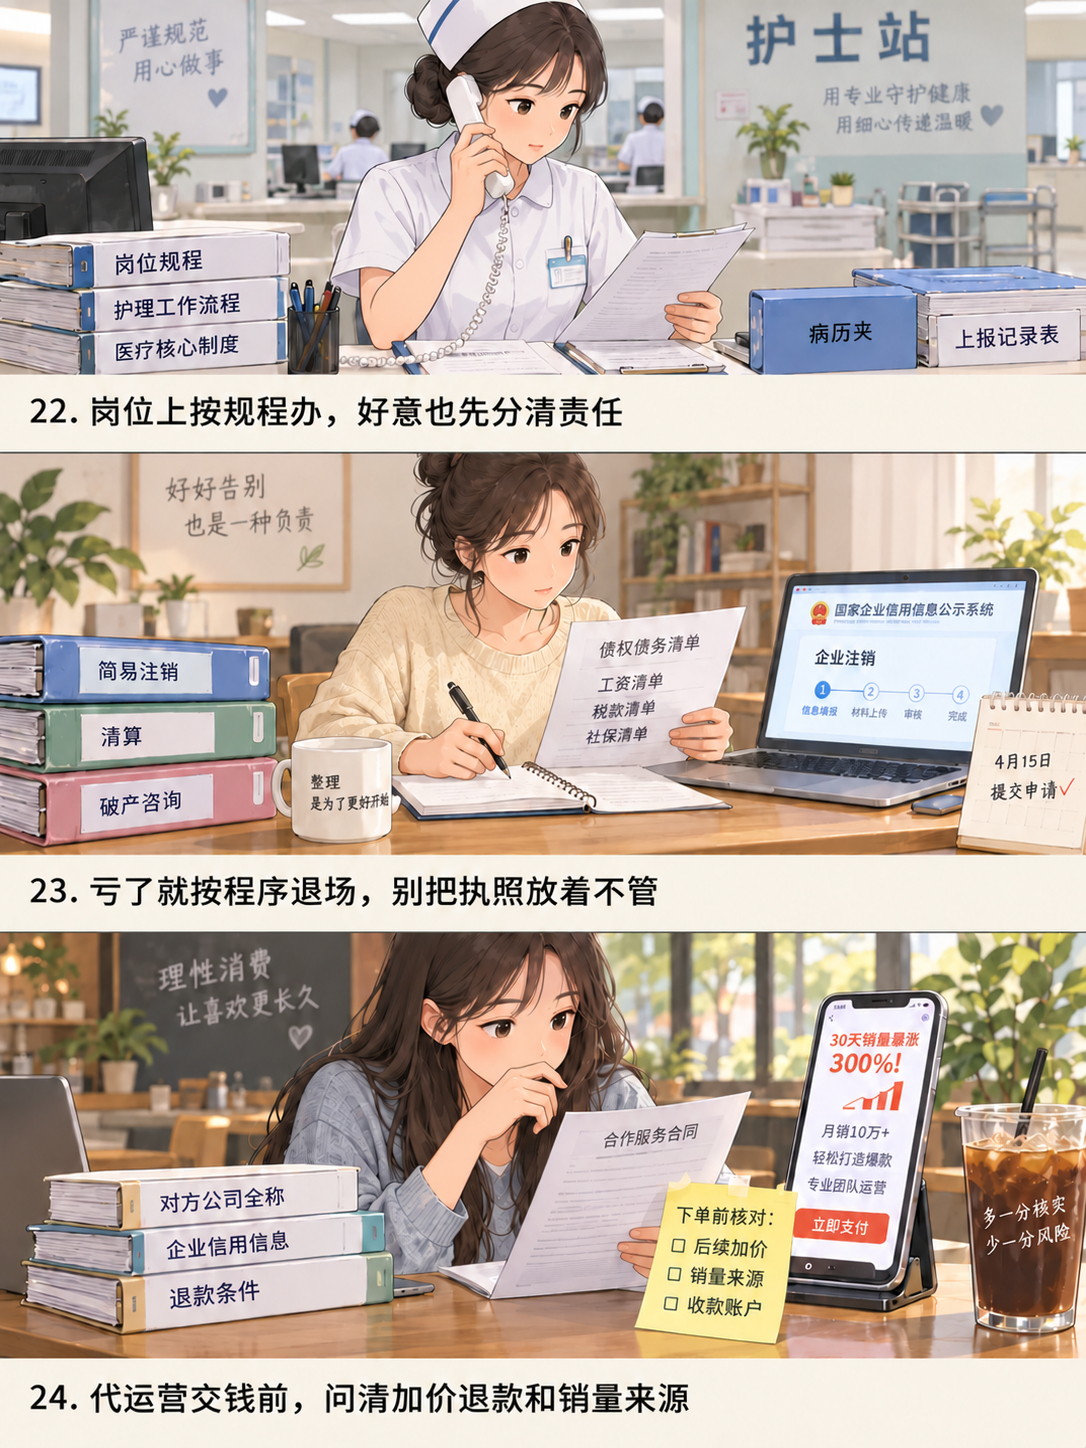 严谨规范
用心做事
护士站
用专业守护健康
用细心传递温暖
岗位规程
护理工作流程
医疗核心制度
病历夹
上报记录表
22. 岗位上按规程办，好意也先分清责任
好好告别
也是一种负责
简易注销
清算
破产咨询
整理
是为了更好开始
债权债务清单
工资清单
税款清单
社保清单
国家企业信用信息公示系统
企业注销
1 2 3 4
信息填报 材料上传 审核 完成
4月15日
提交申请✓
23. 亏了就按程序退场，别把执照放着不管
理性消费
让喜欢更长久
对方公司全称
企业信用信息
退款条件
合作服务合同
下单前核对：
☐ 后续加价
☐ 销量来源
☐ 收款账户
30天销量暴涨
300%!
月销10万+
轻松打造爆款
专业团队运营
立即支付
多一分核实
少一分风险
24. 代运营交钱前，问清加价退款和销量来源